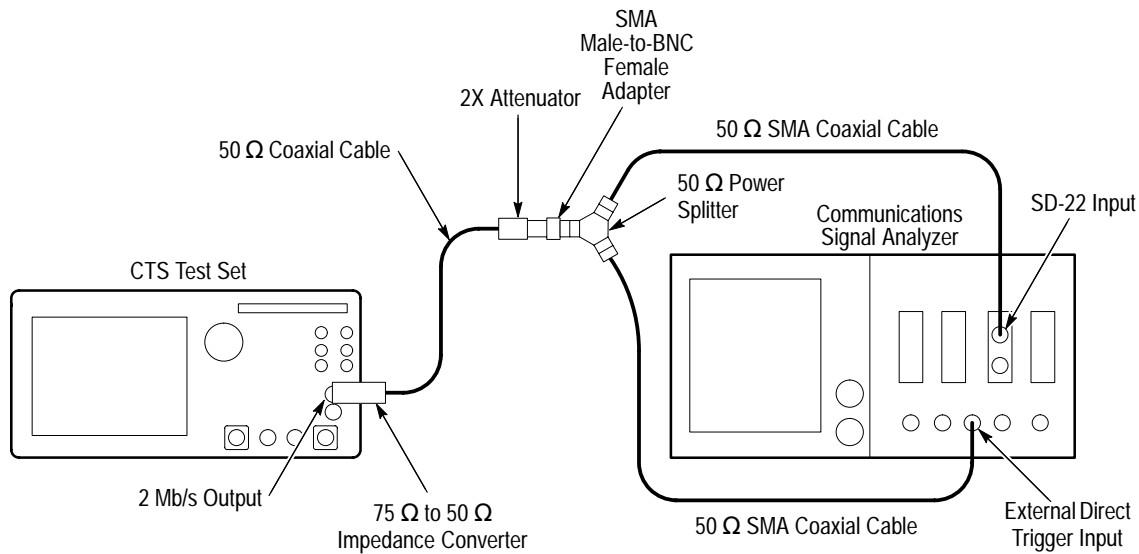 SMA
Male-to-BNC
Female
Adapter
2X Attenuator
50 Ω SMA Coaxial Cable
50 Ω Coaxial Cable
50 Ω Power
Splitter
SD-22 Input
Communications
Signal Analyzer
CTS Test Set
2 Mb/s Output
75 Ω to 50 Ω
Impedance Converter
50 Ω SMA Coaxial Cable
External Direct
Trigger Input